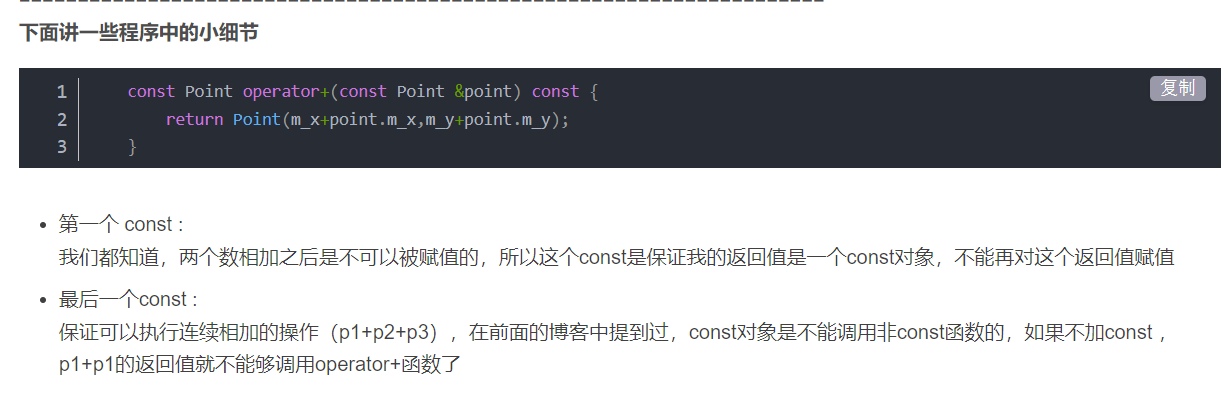 下面讲一些程序中的小细节
复制
1 const Point operator+(const Point &point) const {
2 return Point(m_x+point.m_x,m_y+point.m_y);
3 }
• 第一个 const :
我们都知道，两个数相加之后是不可以被赋值的，所以这个const是保证我的返回值是一个const对象，不能再对这个返回值赋值
• 最后一个const :
保证可以执行连续相加的操作（p1+p2+p3），在前面的博客中提到过，const对象是不能调用非const函数的，如果不加const ，
p1+p1的返回值就不能够调用operator+函数了